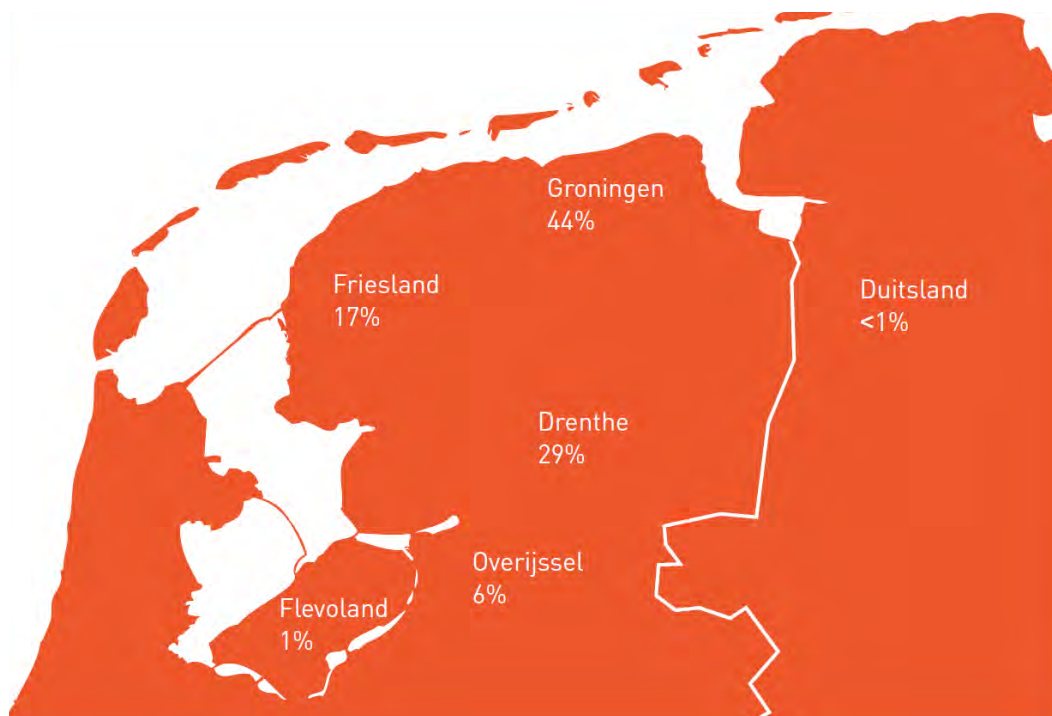 Groningen
44%
Friesland
17%
Duitsland
<1%
Drenthe
29%
Overijssel
6%
Flevoland
1%